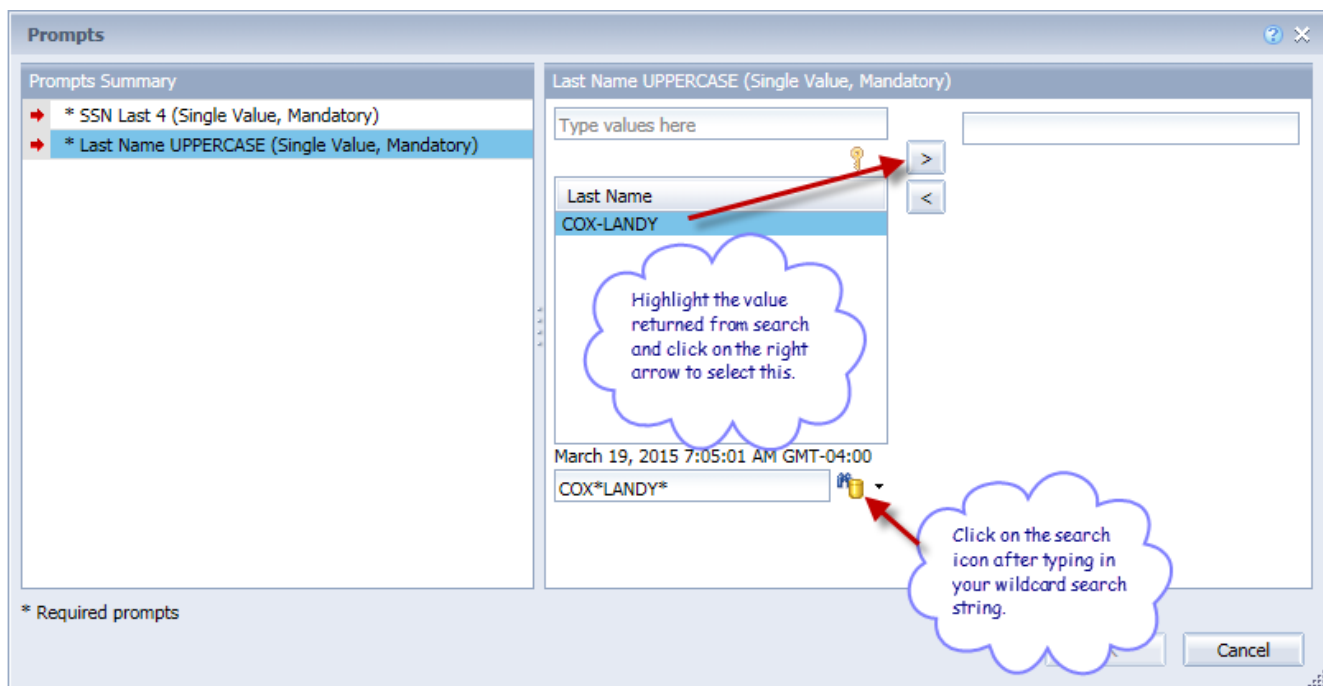 Prompts
Prompts Summary
* SSN Last 4 (Single Value, Mandatory)
* Last Name UPPERCASE (Single Value, Mandatory)
Last Name UPPERCASE (Single Value, Mandatory)
Type values here
>
<
Last Name
COX-LANDY
Highlight the value
returned from search
and click on the right
arrow to select this.
March 19, 2015 7:05:01 AM GMT-04:00
COX*LANDY*
Click on the search
icon after typing in
your wildcard search
string.
* Required prompts
Cancel